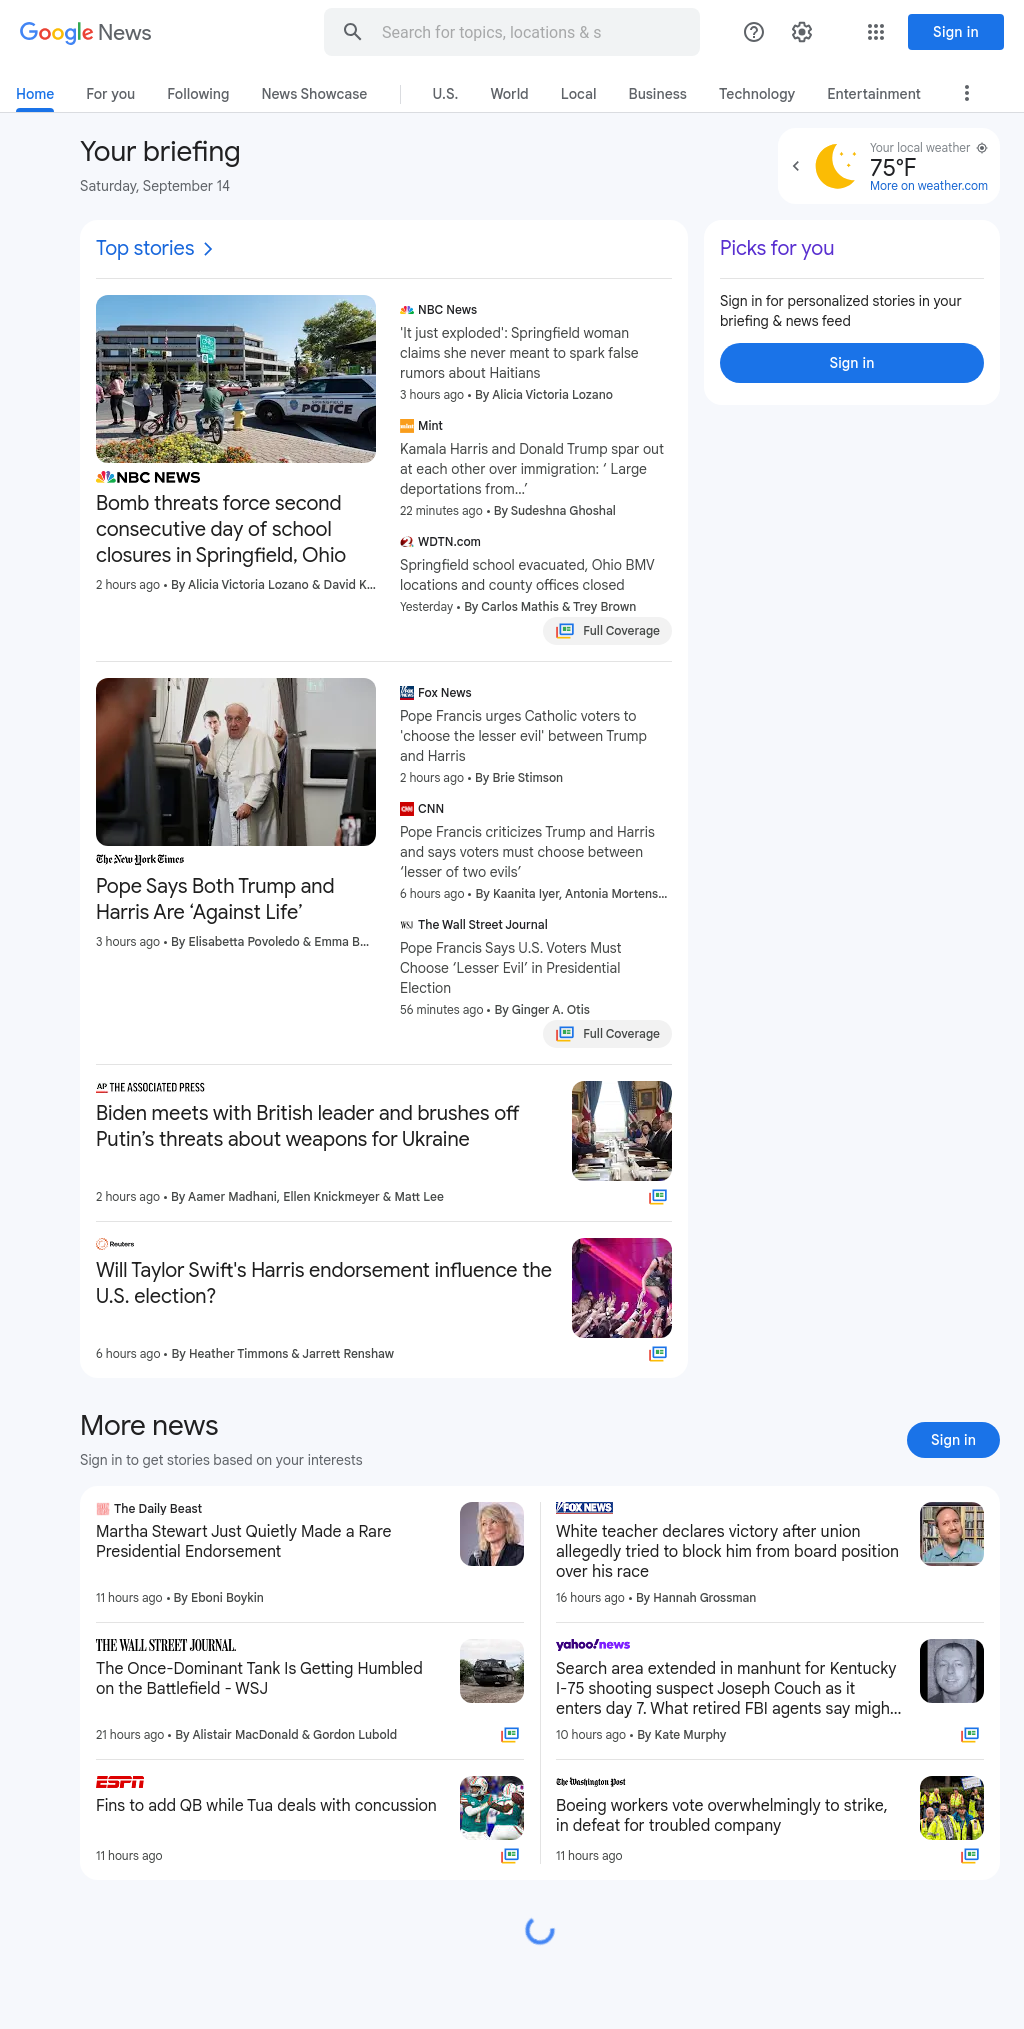 Google News
Search for topics, locations & s
Sign in
Home
For you
Following
News Showcase
U.S.
World
Local
Business
Technology
Entertainment
Your briefing
Saturday, September 14
Your local weather
75°F
More on weather.com
Top stories
Picks for you
Sign in for personalized stories in your
briefing & news feed
Sign in
POLICE
NBC NEWS
Bomb threats force second
consecutive day of school
closures in Springfield, Ohio
2 hours ago • By Alicia Victoria Lozano & David K...
NBC News
'It just exploded': Springfield woman
claims she never meant to spark false
rumors about Haitians
3 hours ago • By Alicia Victoria Lozano
Mint
Kamala Harris and Donald Trump spar out
at each other over immigration: ‘ Large
deportations from...’
22 minutes ago • By Sudeshna Ghoshal
WDTN.com
Springfield school evacuated, Ohio BMV
locations and county offices closed
Yesterday • By Carlos Mathis & Trey Brown
Full Coverage
The New York Times
Pope Says Both Trump and
Harris Are ‘Against Life’
3 hours ago • By Elisabetta Povoledo & Emma B...
Fox News
Pope Francis urges Catholic voters to
'choose the lesser evil' between Trump
and Harris
2 hours ago • By Brie Stimson
CNN
Pope Francis criticizes Trump and Harris
and says voters must choose between
‘lesser of two evils’
6 hours ago • By Kaanita Iyer, Antonia Mortens...
WSJ The Wall Street Journal
Pope Francis Says U.S. Voters Must
Choose ‘Lesser Evil’ in Presidential
Election
56 minutes ago • By Ginger A. Otis
Full Coverage
AP THE ASSOCIATED PRESS
Biden meets with British leader and brushes off
Putin’s threats about weapons for Ukraine
2 hours ago • By Aamer Madhani, Ellen Knickmeyer & Matt Lee
Reuters
Will Taylor Swift's Harris endorsement influence the
U.S. election?
6 hours ago • By Heather Timmons & Jarrett Renshaw
More news
Sign in to get stories based on your interests
Sign in
The Daily Beast
Martha Stewart Just Quietly Made a Rare
Presidential Endorsement
11 hours ago • By Eboni Boykin
FOX NEWS
White teacher declares victory after union
allegedly tried to block him from board position
over his race
16 hours ago • By Hannah Grossman
THE WALL STREET JOURNAL.
The Once-Dominant Tank Is Getting Humbled
on the Battlefield - WSJ
21 hours ago • By Alistair MacDonald & Gordon Lubold
yahoo!news
Search area extended in manhunt for Kentucky
I-75 shooting suspect Joseph Couch as it
enters day 7. What retired FBI agents say migh...
10 hours ago • By Kate Murphy
ESPN
Fins to add QB while Tua deals with concussion
11 hours ago
The Washington Post
Boeing workers vote overwhelmingly to strike,
in defeat for troubled company
11 hours ago